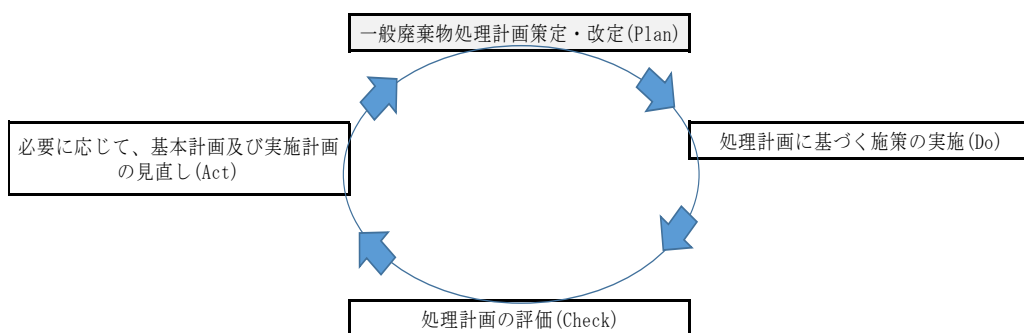 一般廃棄物処理計画策定・改定(Plan)
処理計画に基づく施策の実施(Do)
処理計画の評価(Check)
必要に応じて、基本計画及び実施計画
の見直し(Act)